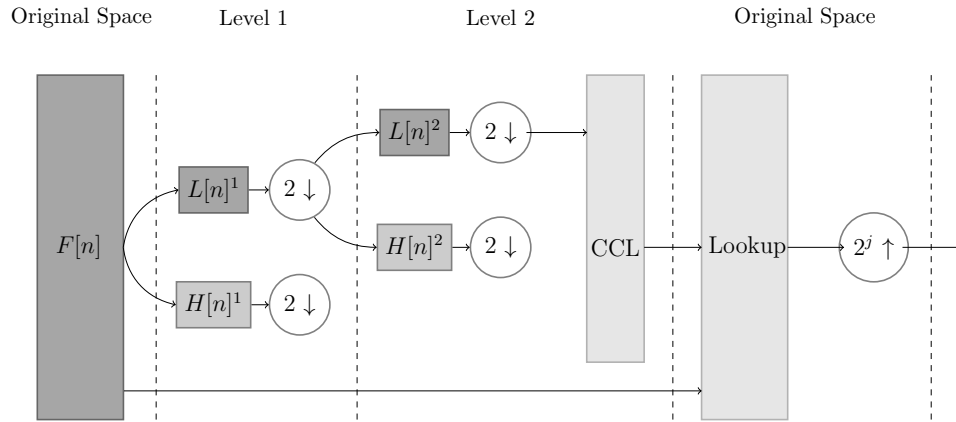 Original Space Level 1 Level 2 Original Space
L[n]² 2 ↓
L[n]¹ 2 ↓
F[n] H[n]² 2 ↓ CCL Lookup 2ʲ ↑
H[n]¹ 2 ↓